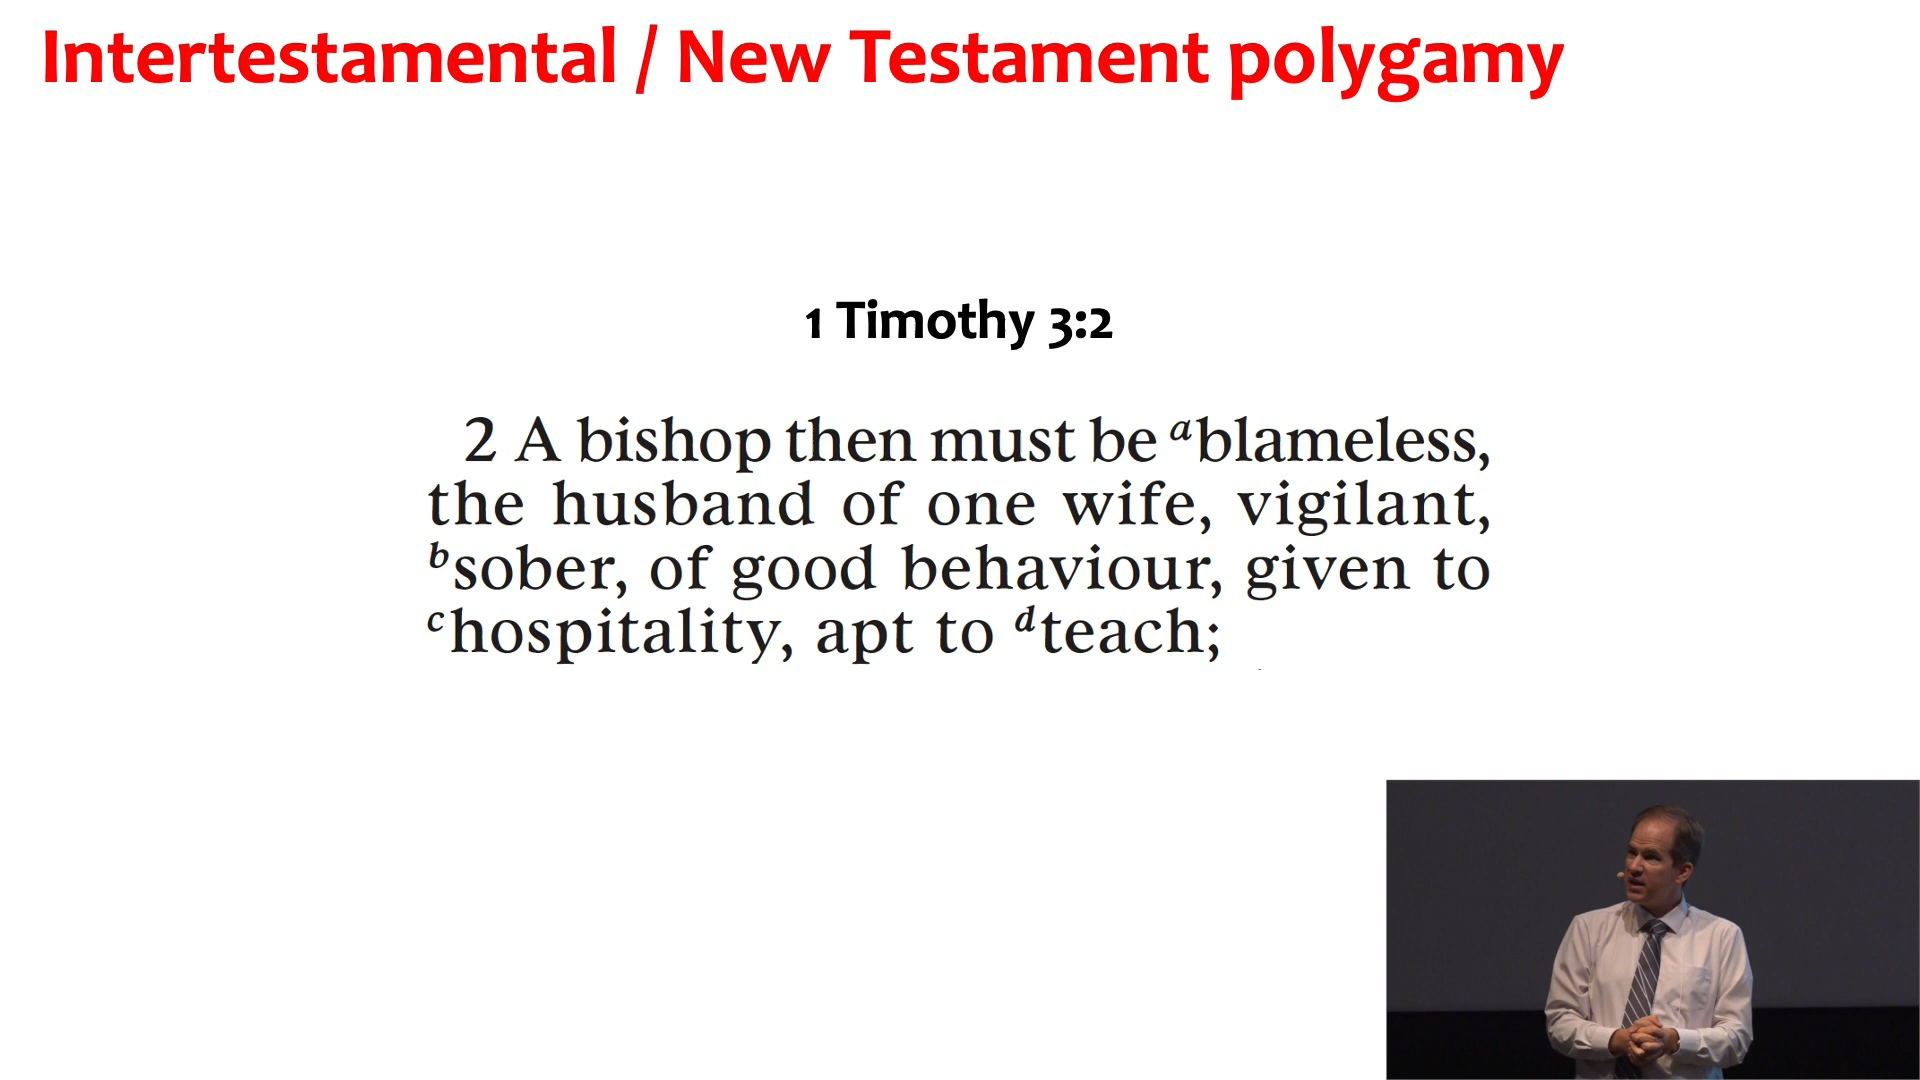 Intertestamental / New Testament polygamy
1 Timothy 3:2
2 A bishop then must be ᵃblameless,
the husband of one wife, vigilant,
ᵇsober, of good behaviour, given to
ᶜhospitality, apt to ᵈteach;